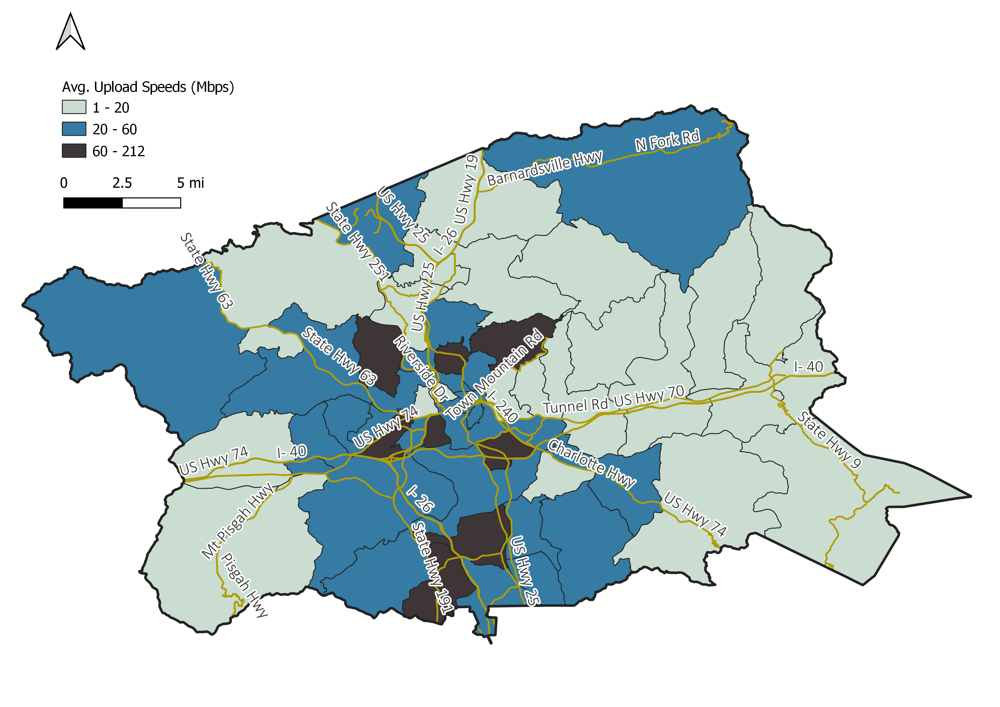 Avg. Upload Speeds (Mbps)
1 - 20
20 - 60
60 - 212
0 2.5 5 mi
N Fork Rd
Barnardsville Hwy
US Hwy 19
US Hwy 25
I- 26
State Hwy 251
State Hwy 63
US Hwy 25
State Hwy 63
Riverside Dr
Town Mountain Rd
I- 40
I- 240
Tunnel Rd
US Hwy 70
US Hwy 74
State Hwy 9
US Hwy 74
I- 40
Charlotte Hwy
US Hwy 74
Mt Pisgah Hwy
Pisgah Hwy
I- 26
State Hwy 191
US Hwy 25